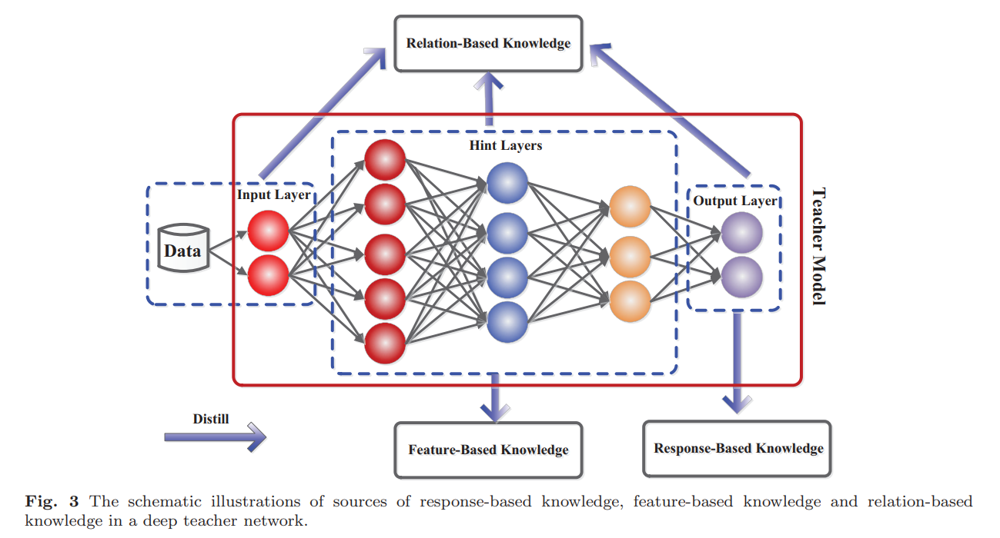 Relation-Based Knowledge
Hint Layers
Input Layer
Output Layer
Data
Teacher Model
Distill
Feature-Based Knowledge
Response-Based Knowledge
Fig. 3 The schematic illustrations of sources of response-based knowledge, feature-based knowledge and relation-based
knowledge in a deep teacher network.